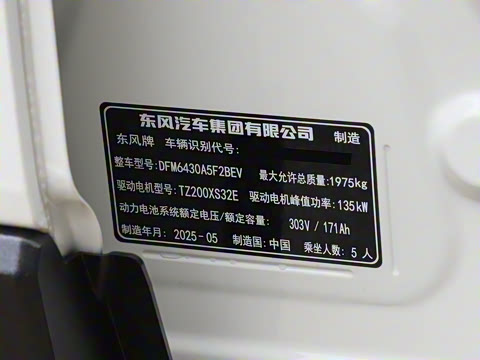 东风汽车集团有限公司 制造
东风牌 车辆识别代号:
整车型号:DFM6430A5F2BEV 最大允许总质量:1975kg
驱动电机型号:TZ200XS32E 驱动电机峰值功率:135kW
动力电池系统额定电压/额定容量: 303V / 171Ah
制造年月: 2025-05 制造国:中国 乘坐人数: 5 人